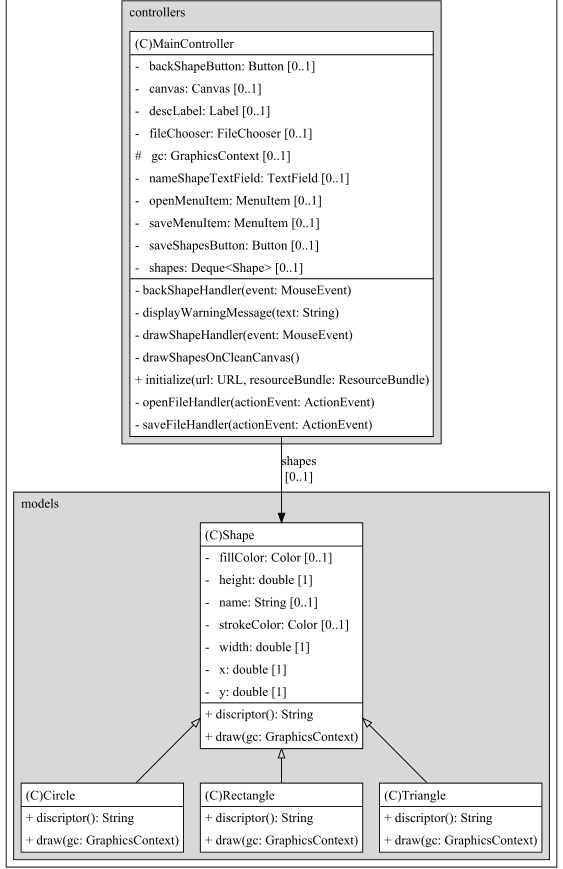 controllers
(C)MainController
- backShapeButton: Button [0..1]
- canvas: Canvas [0..1]
- descLabel: Label [0..1]
- fileChooser: FileChooser [0..1]
# gc: GraphicsContext [0..1]
- nameShapeTextField: TextField [0..1]
- openMenuItem: MenuItem [0..1]
- saveMenuItem: MenuItem [0..1]
- saveShapesButton: Button [0..1]
- shapes: Deque<Shape> [0..1]
- backShapeHandler(event: MouseEvent)
- displayWarningMessage(text: String)
- drawShapeHandler(event: MouseEvent)
- drawShapesOnCleanCanvas()
+ initialize(url: URL, resourceBundle: ResourceBundle)
- openFileHandler(actionEvent: ActionEvent)
- saveFileHandler(actionEvent: ActionEvent)
shapes
[0..1]
models
(C)Shape
- fillColor: Color [0..1]
- height: double [1]
- name: String [0..1]
- strokeColor: Color [0..1]
- width: double [1]
- x: double [1]
- y: double [1]
+ discriptor(): String
+ draw(gc: GraphicsContext)
(C)Circle
+ discriptor(): String
+ draw(gc: GraphicsContext)
(C)Rectangle
+ discriptor(): String
+ draw(gc: GraphicsContext)
(C)Triangle
+ discriptor(): String
+ draw(gc: GraphicsContext)